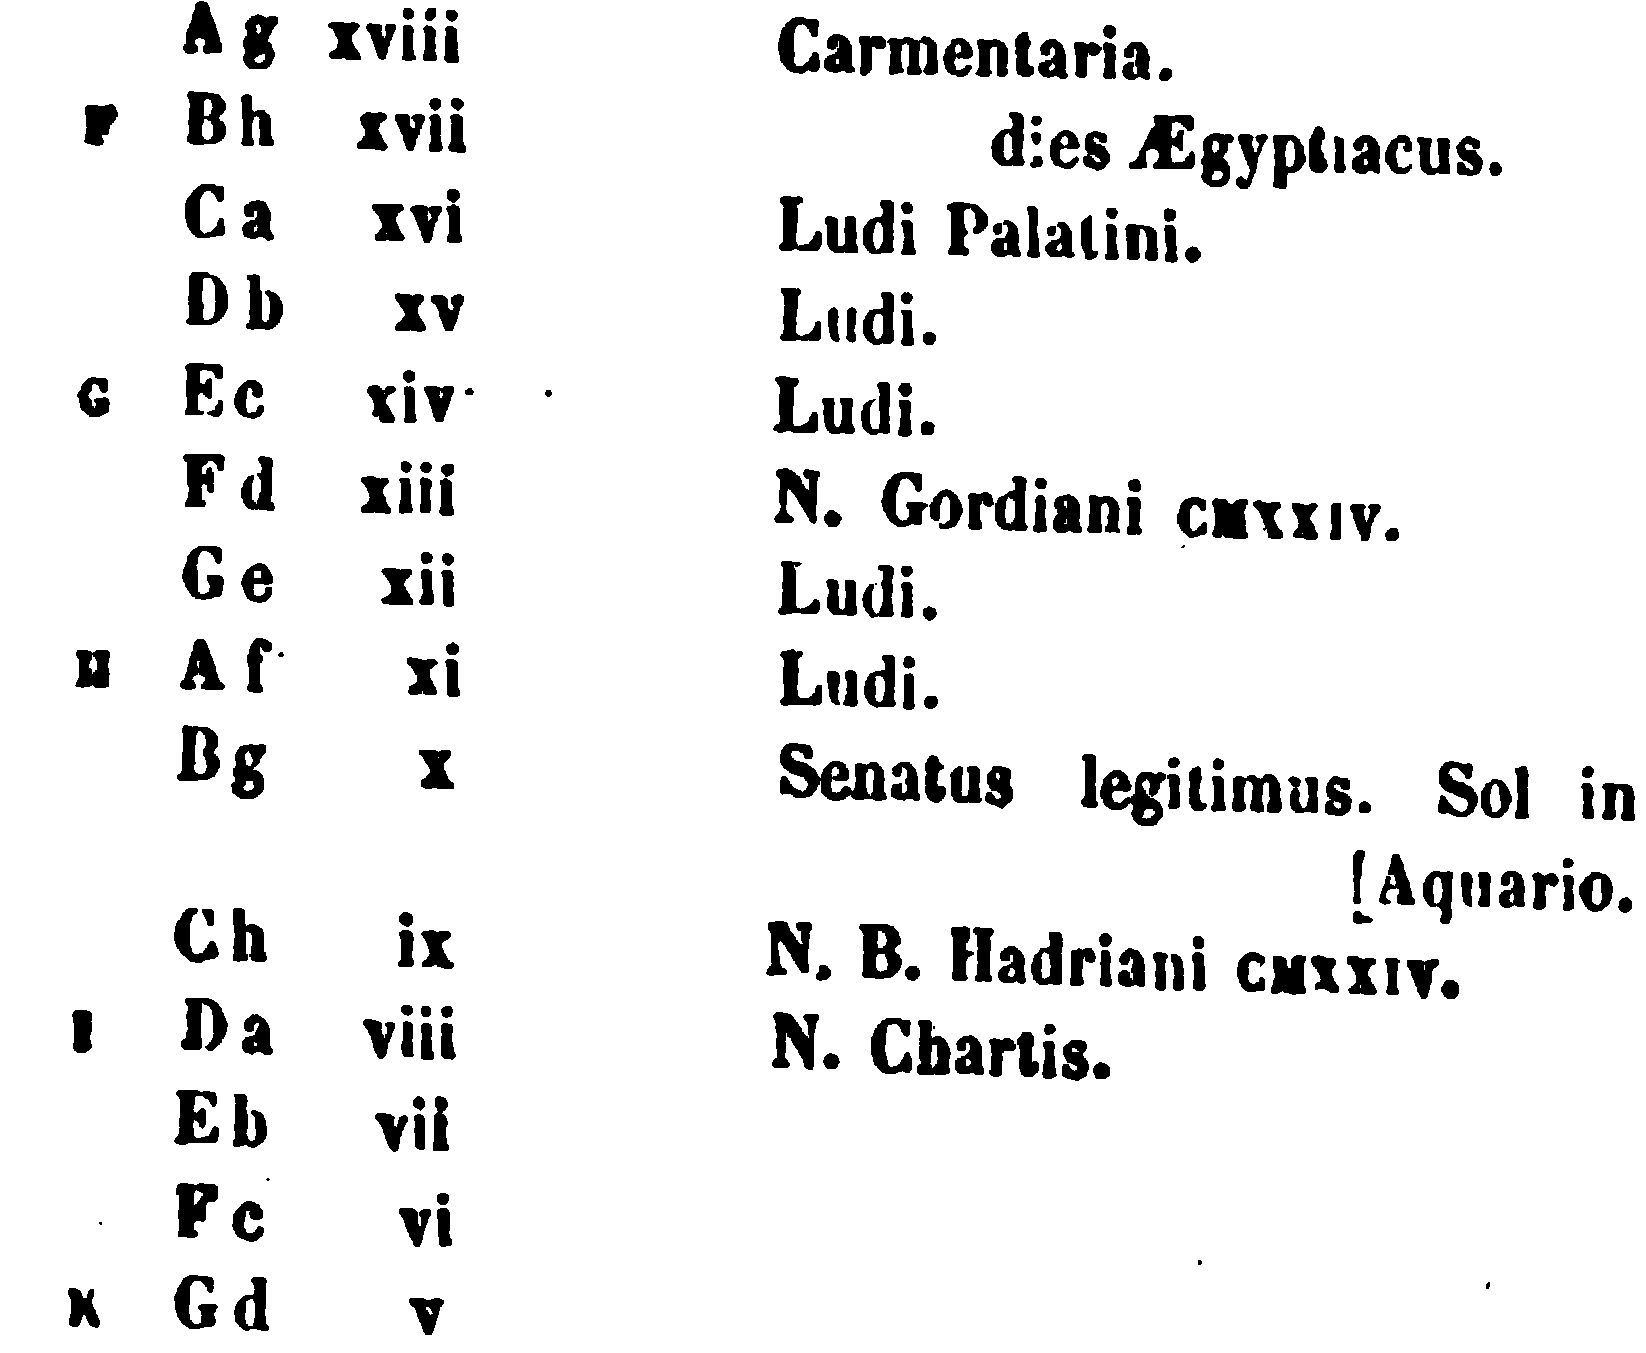 A g xviii Carmentaria.
F B h xvii dies Ægyptiacus.
C a xvi Ludi Palatini.
D b xv Ludi.
G E c xiv Ludi.
F d xiii N. Gordiani CMXXIV.
G e xii Ludi.
H A f xi Ludi.
B g x Senatus legitimus. Sol in
[Aquario.
C h ix N. B. Hadriani CMXXIV.
I D a viii N. Chartis.
E b vii
F c vi
K G d v